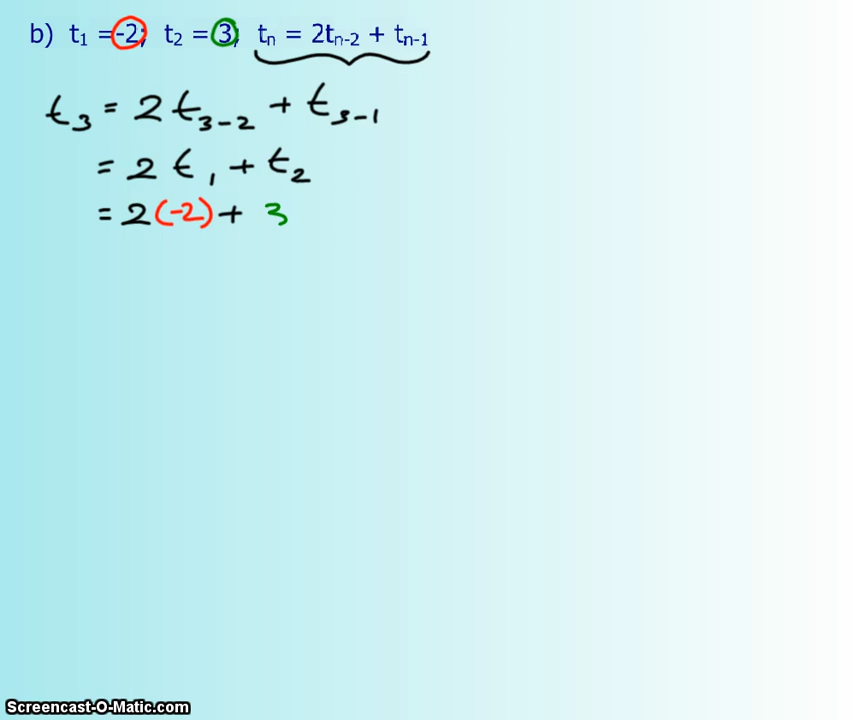 b) t₁ = -2; t₂ = 3; tₙ = 2tₙ₋₂ + tₙ₋₁
t₃ = 2t₃₋₂ + t₃₋₁
= 2t₁ + t₂
= 2(-2) + 3
Screencast-O-Matic.com